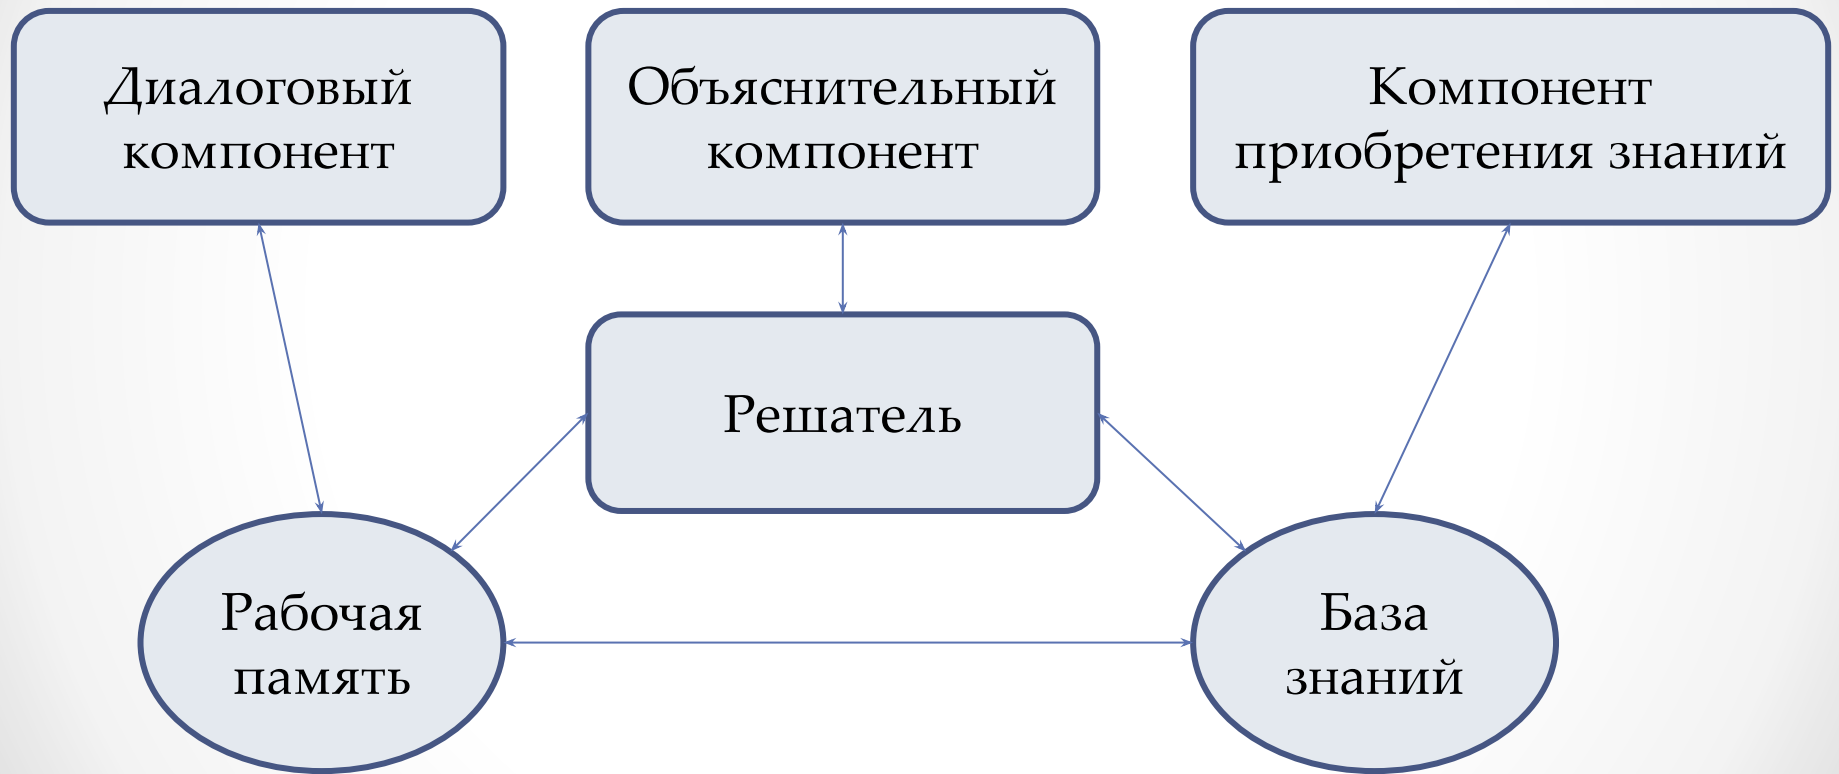 Диалоговый
компонент
Объяснительный
компонент
Компонент
приобретения знаний
Решатель
Рабочая
память
База
знаний